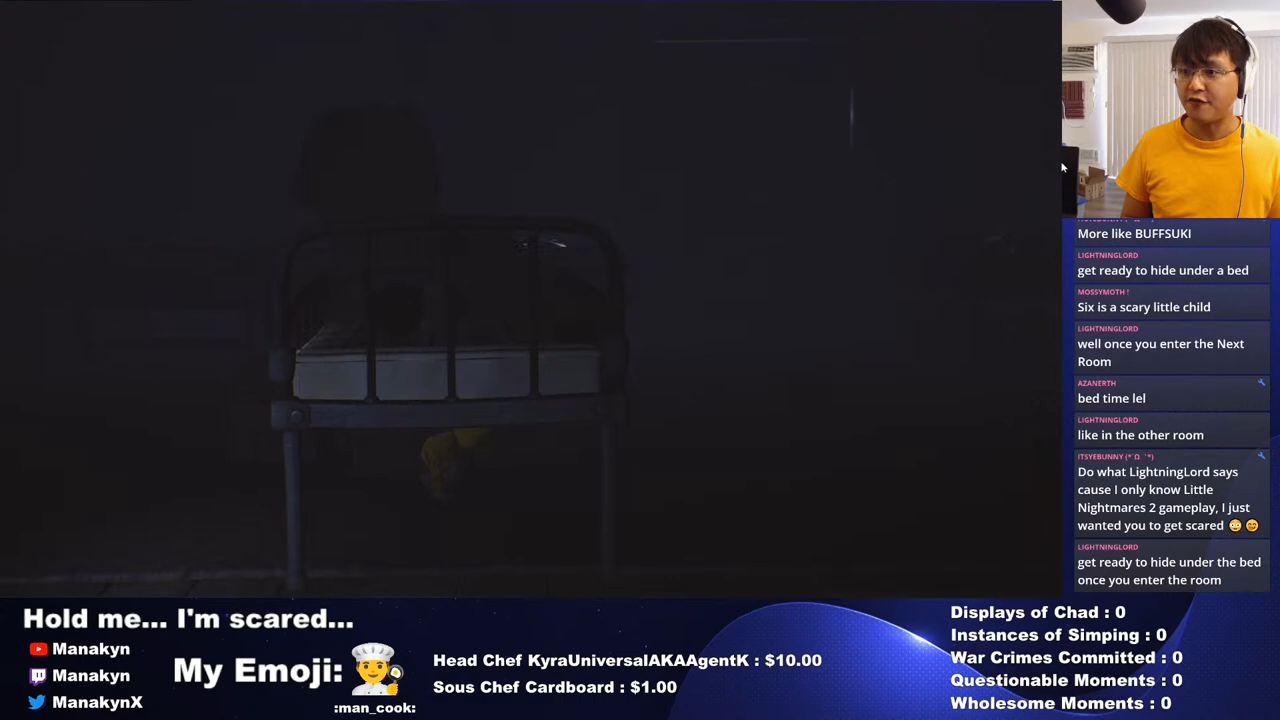 More like BUFFSUKI
LIGHTNINGLORD
get ready to hide under a bed
MOSSYMOTH !
Six is a scary little child
LIGHTNINGLORD
well once you enter the Next
Room
AZANERTH
bed time lel
LIGHTNINGLORD
like in the other room
ITSYEBUNNY (*´Ω `*)
Do what LightningLord says
cause I only know Little
Nightmares 2 gameplay, I just
wanted you to get scared 😳 😊
LIGHTNINGLORD
get ready to hide under the bed
once you enter the room
Hold me... I'm scared...
Manakyn
Manakyn
ManakynX
My Emoji:
:man_cook:
Head Chef KyraUniversalAKAAgentK : $10.00
Sous Chef Cardboard : $1.00
Displays of Chad : 0
Instances of Simping : 0
War Crimes Committed : 0
Questionable Moments : 0
Wholesome Moments : 0